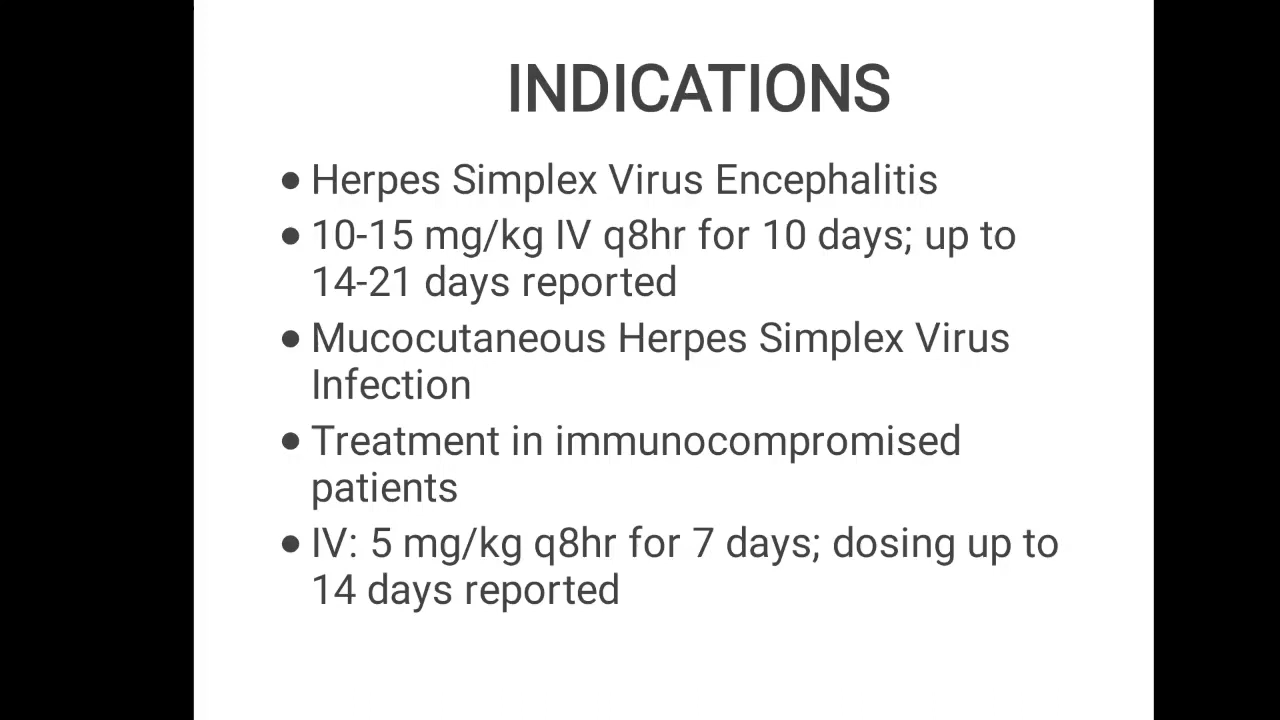 INDICATIONS
• Herpes Simplex Virus Encephalitis
• 10-15 mg/kg IV q8hr for 10 days; up to
14-21 days reported
• Mucocutaneous Herpes Simplex Virus
Infection
• Treatment in immunocompromised
patients
• IV: 5 mg/kg q8hr for 7 days; dosing up to
14 days reported